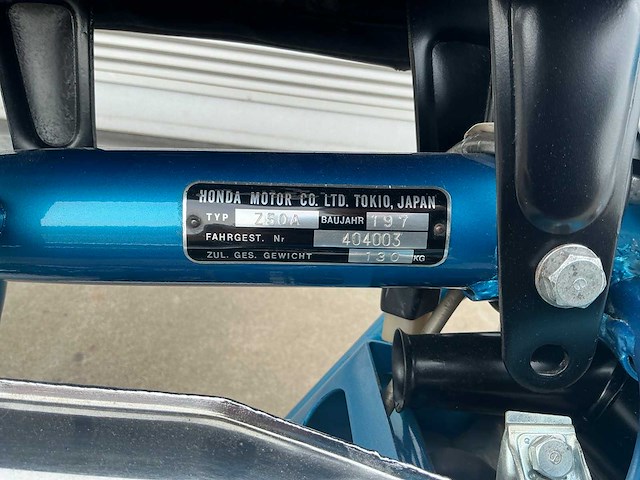 HONDA MOTOR CO. LTD. TOKIO, JAPAN
TYP Z50A BAUJAHR 197
FAHRGEST. Nr 404003
ZUL. GES. GEWICHT 130 KG